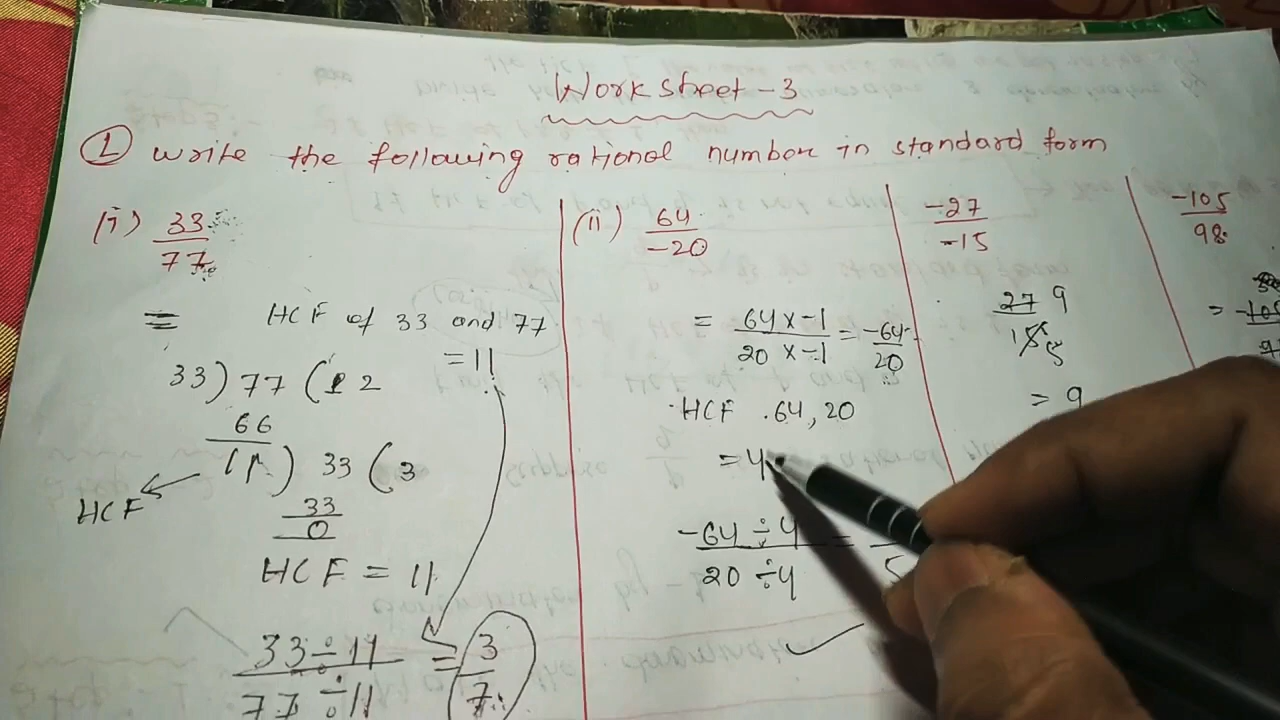 Worksheet-3
① Write the following rational number in standard form
(i) 33/77
= HCF of 33 and 77
= 11
33) 77 ( 2
66
11) 33 ( 3
33
0
HCF
HCF = 11
33÷11/77÷11 = 3/7
(ii) 64/-20
= 64 x -1/20 x -1 = -64/20
HCF 64, 20
= 4
-64 ÷ 4/20 ÷ 4 =
5
-27/-15
27 9
15 5
= 9
-105/98